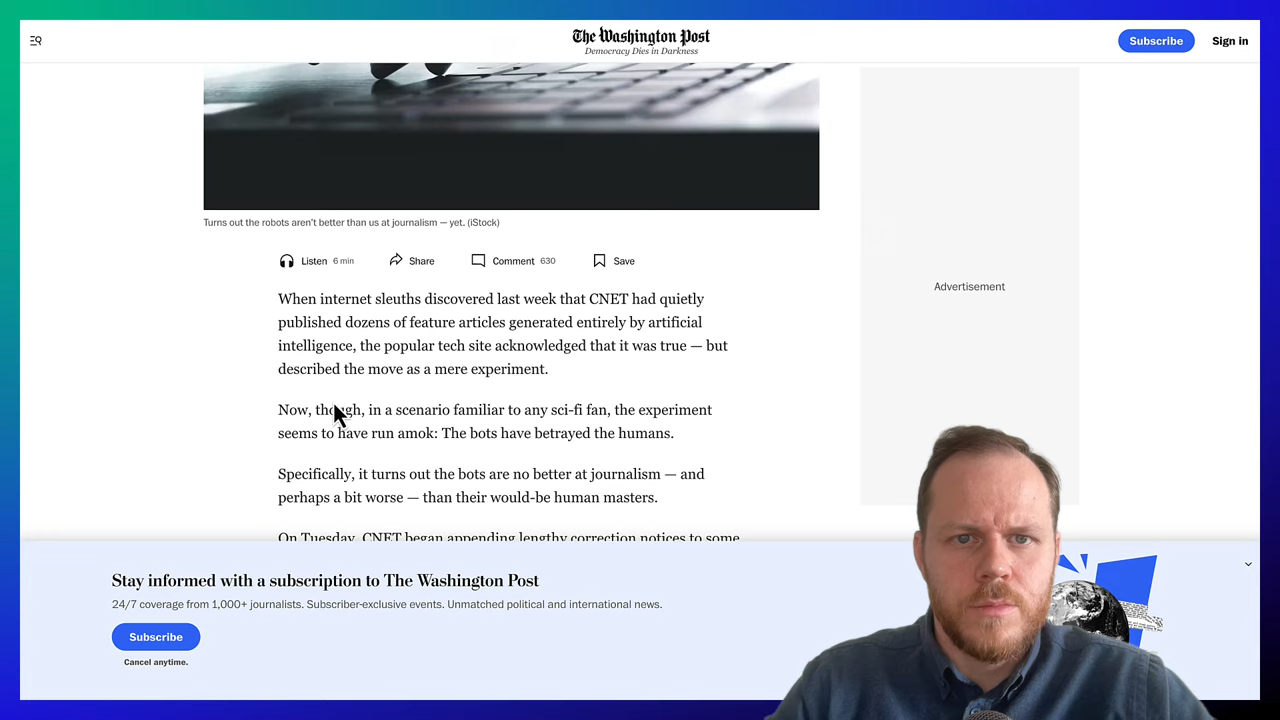 The Washington Post
Democracy Dies in Darkness
Subscribe
Sign in
Turns out the robots aren't better than us at journalism — yet. (iStock)
Listen 6 min
Share
Comment 630
Save
When internet sleuths discovered last week that CNET had quietly
published dozens of feature articles generated entirely by artificial
intelligence, the popular tech site acknowledged that it was true — but
described the move as a mere experiment.
Now, though, in a scenario familiar to any sci-fi fan, the experiment
seems to have run amok: The bots have betrayed the humans.
Specifically, it turns out the bots are no better at journalism — and
perhaps a bit worse — than their would-be human masters.
On Tuesday, CNET began appending lengthy correction notices to some
Advertisement
Stay informed with a subscription to The Washington Post
24/7 coverage from 1,000+ journalists. Subscriber-exclusive events. Unmatched political and international news.
Subscribe
Cancel anytime.